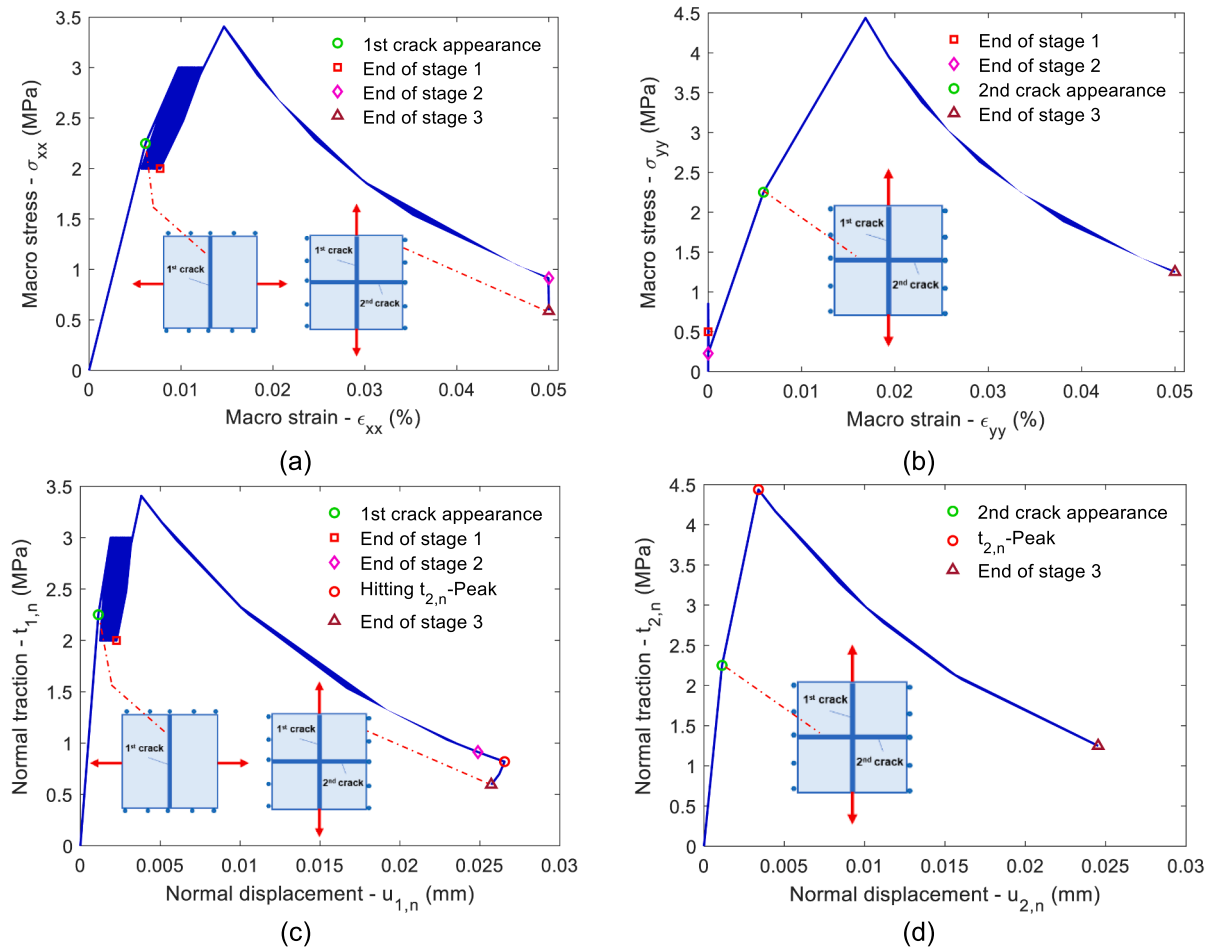 3.5
3
2.5
2
1.5
1
0.5
0
Macro stress - σxx (MPa)
1st crack appearance
End of stage 1
End of stage 2
End of stage 3
1st crack
1st crack
2nd crack
0
0.01
0.02
0.03
0.04
0.05
Macro strain - ϵxx (%)
(a)
4.5
4
3.5
3
2.5
2
1.5
1
0.5
0
Macro stress - σyy (MPa)
End of stage 1
End of stage 2
2nd crack appearance
End of stage 3
1st crack
2nd crack
0
0.01
0.02
0.03
0.04
0.05
Macro strain - ϵyy (%)
(b)
3.5
3
2.5
2
1.5
1
0.5
0
Normal traction - t1,n (MPa)
1st crack appearance
End of stage 1
End of stage 2
Hitting t2,n-Peak
End of stage 3
1st crack
1st crack
2nd crack
0
0.005
0.01
0.015
0.02
0.025
0.03
Normal displacement - u1,n (mm)
(c)
4.5
4
3.5
3
2.5
2
1.5
1
0.5
0
Normal traction - t2,n (MPa)
2nd crack appearance
t2,n-Peak
End of stage 3
1st crack
2nd crack
0
0.005
0.01
0.015
0.02
0.025
0.03
Normal displacement - u2,n (mm)
(d)